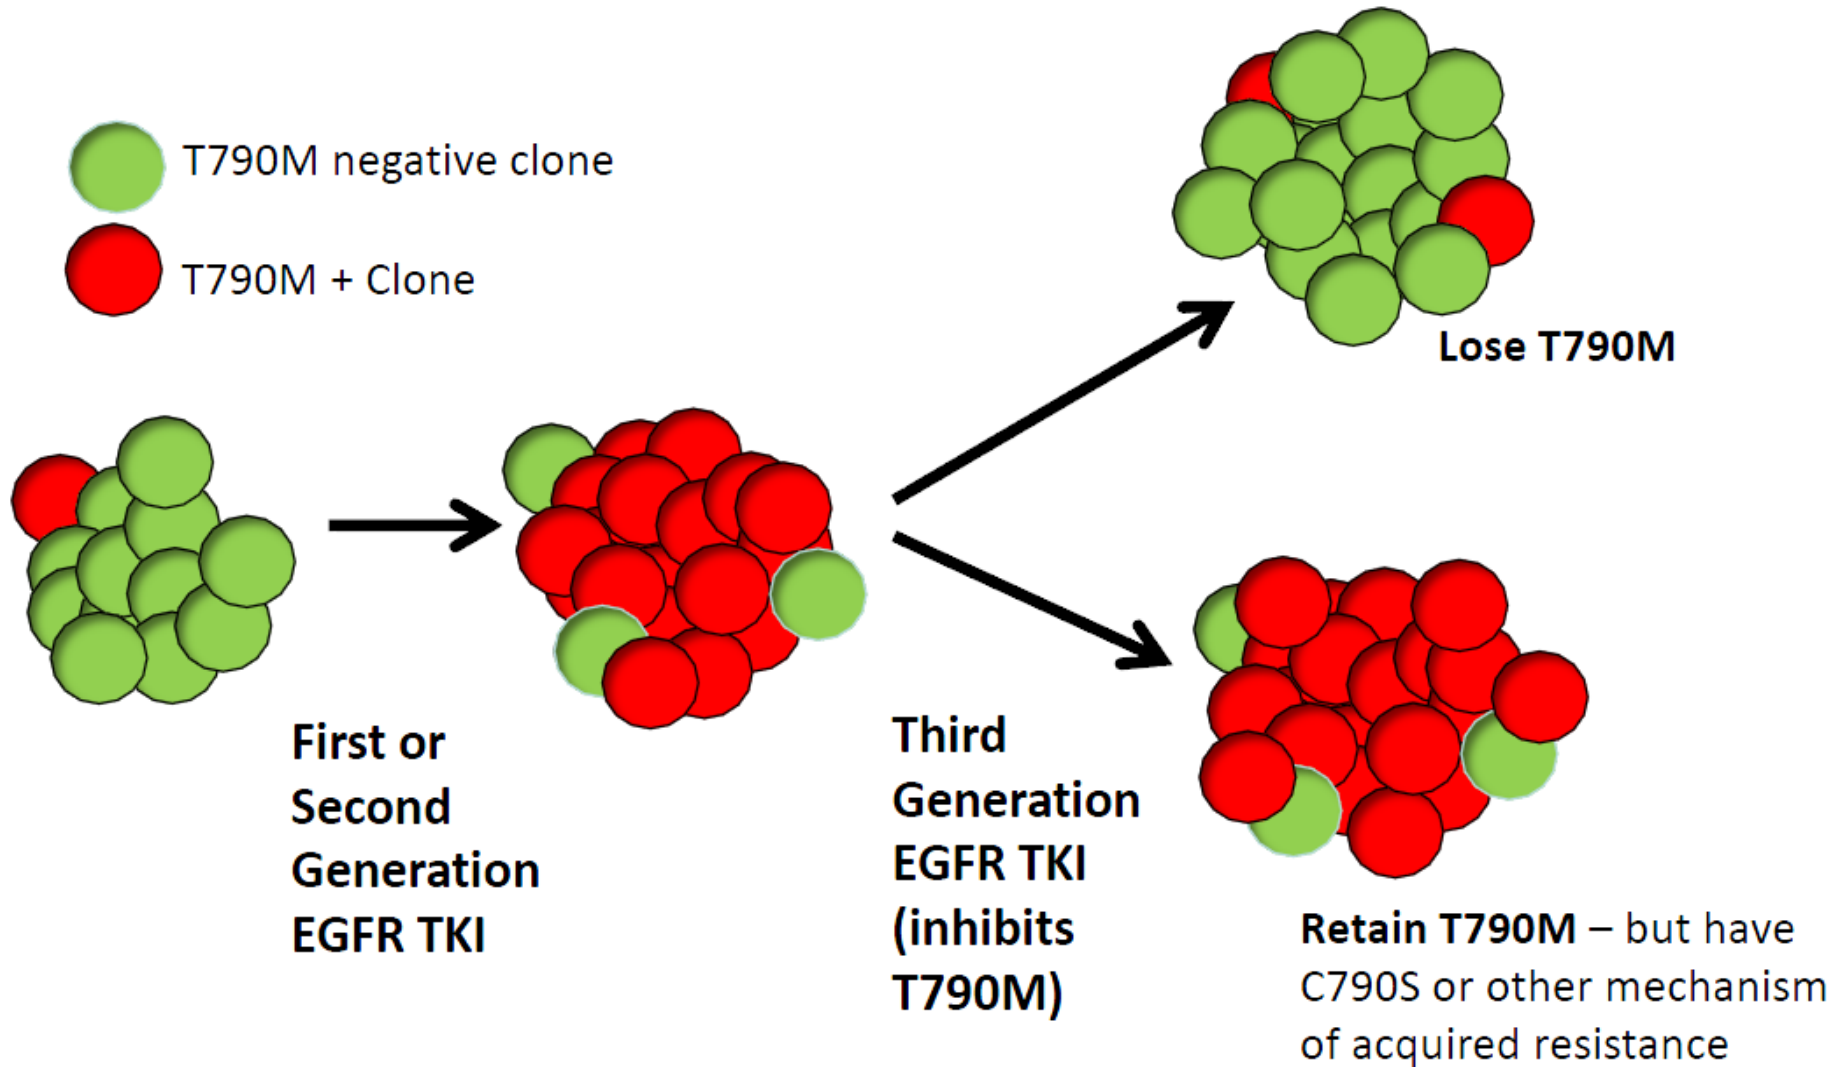 T790M negative clone
T790M + Clone
Lose T790M
First or
Second
Generation
EGFR TKI
Third
Generation
EGFR TKI
(inhibits
T790M)
Retain T790M – but have
C790S or other mechanism
of acquired resistance